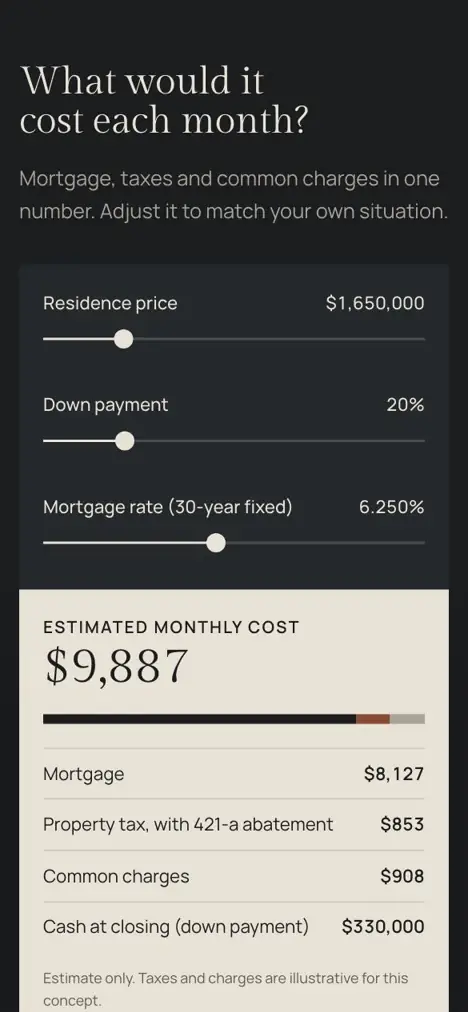 What would it
cost each month?
Mortgage, taxes and common charges in one
number. Adjust it to match your own situation.
Residence price $1,650,000
Down payment 20%
Mortgage rate (30-year fixed) 6.250%
ESTIMATED MONTHLY COST
$9,887
Mortgage $8,127
Property tax, with 421-a abatement $853
Common charges $908
Cash at closing (down payment) $330,000
Estimate only. Taxes and charges are illustrative for this
concept.